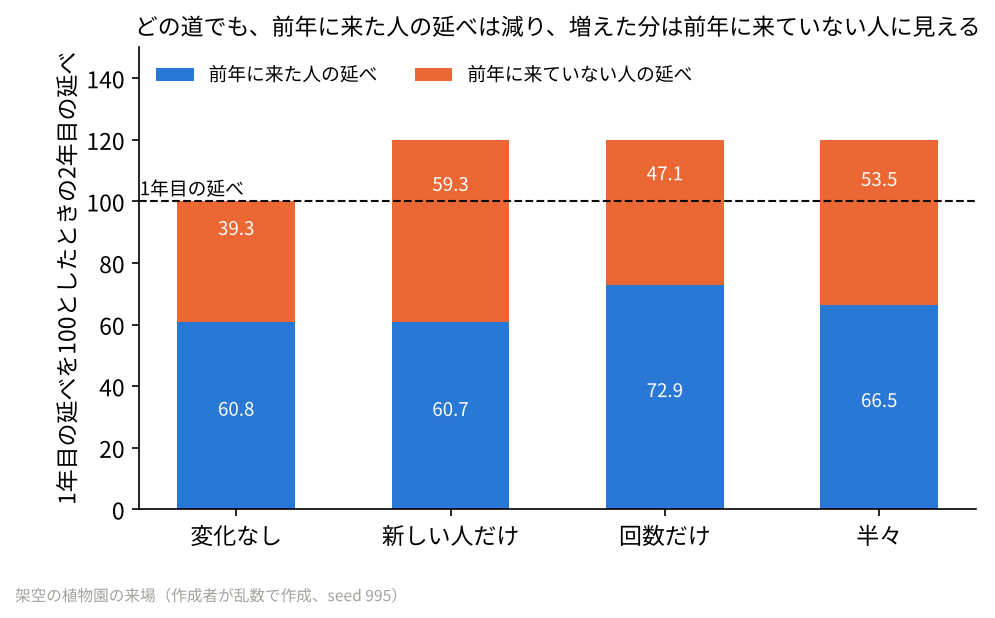 どの道でも、前年に来た人の延べは減り、増えた分は前年に来ていない人に見える
1年目の延べを100としたときの2年目の延べ
前年に来た人の延べ
前年に来ていない人の延べ
140
120
100
80
60
40
20
0
1年目の延べ
39.3
59.3
47.1
53.5
60.8
60.7
72.9
66.5
変化なし
新しい人だけ
回数だけ
半々
架空の植物園の来場（作成者が乱数で作成、seed 995）